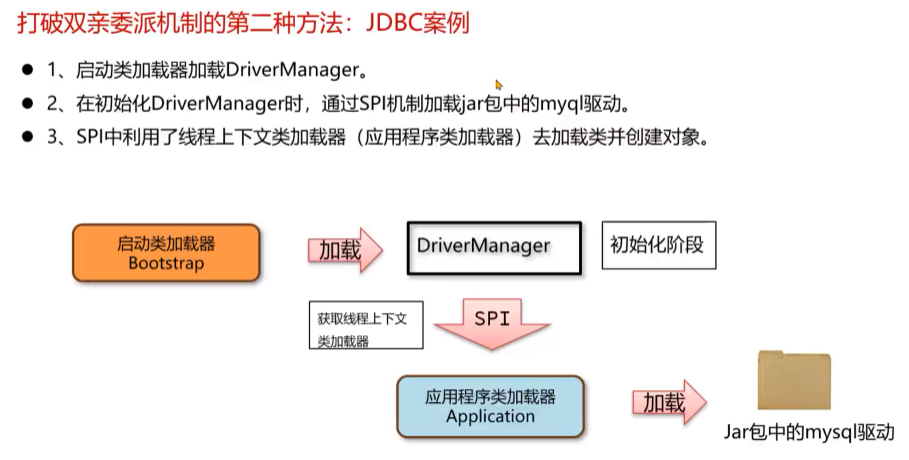 打破双亲委派机制的第二种方法：JDBC案例
● 1、启动类加载器加载DriverManager。
● 2、在初始化DriverManager时，通过SPI机制加载jar包中的myql驱动。
● 3、SPI中利用了线程上下文类加载器（应用程序类加载器）去加载类并创建对象。
启动类加载器
Bootstrap
加载
DriverManager
初始化阶段
获取线程上下文
类加载器
SPI
应用程序类加载器
Application
加载
Jar包中的mysql驱动